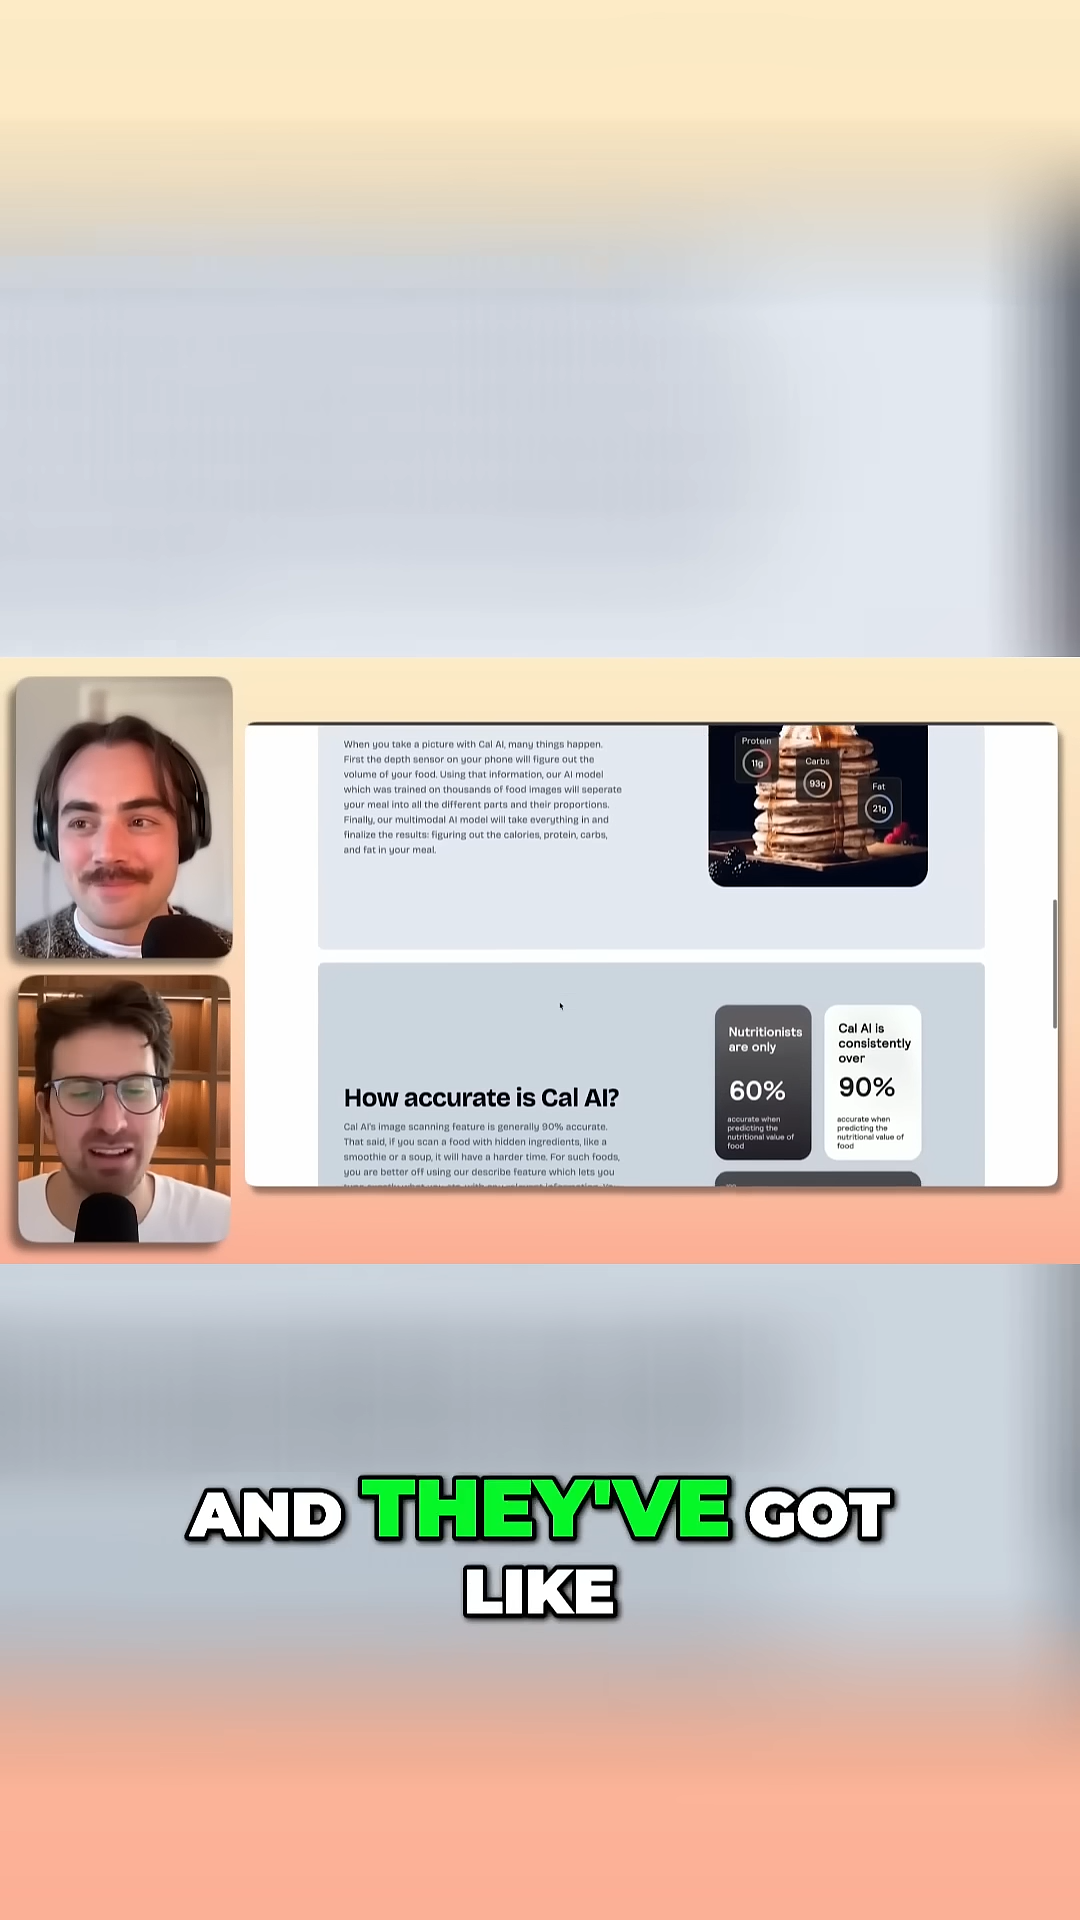 When you take a picture with Cal AI, many things happen.
First the depth sensor on your phone will figure out the
volume of your food. Using that information, our AI model
which was trained on thousands of food images will seperate
your meal into all the different parts and their proportions.
Finally, our multimodal AI model will take everything in and
finalize the results: figuring out the calories, protein, carbs,
and fat in your meal.
Protein
11g
Carbs
93g
Fat
21g
How accurate is Cal AI?
Cal AI's image scanning feature is generally 90% accurate.
That said, if you scan a food with hidden ingredients, like a
smoothie or a soup, it will have a harder time. For such foods,
you are better off using our describe feature which lets you
Nutritionists
are only
60%
accurate when
predicting the
nutritional value of
food
Cal AI is
consistently
over
90%
accurate when
predicting the
nutritional value of
food
AND THEY'VE GOT
LIKE